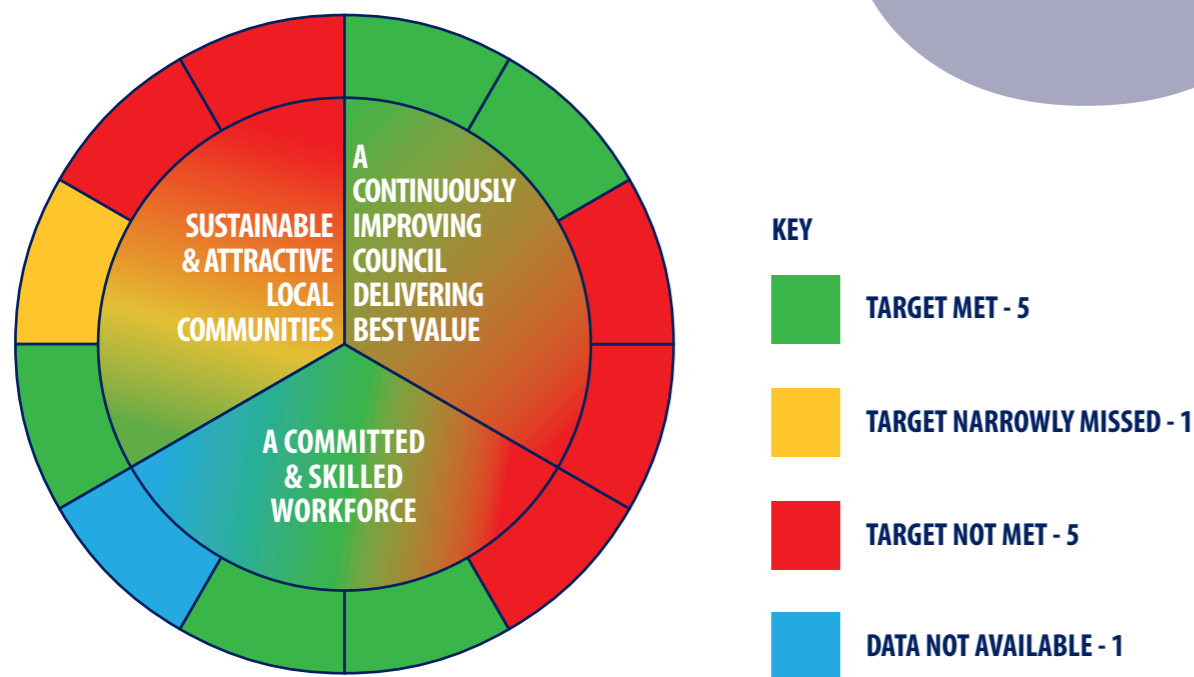 SUSTAINABLE
& ATTRACTIVE
LOCAL
COMMUNITIES
A
CONTINUOUSLY
IMPROVING
COUNCIL
DELIVERING
BEST VALUE
A COMMITTED
& SKILLED
WORKFORCE
KEY
TARGET MET - 5
TARGET NARROWLY MISSED - 1
TARGET NOT MET - 5
DATA NOT AVAILABLE - 1